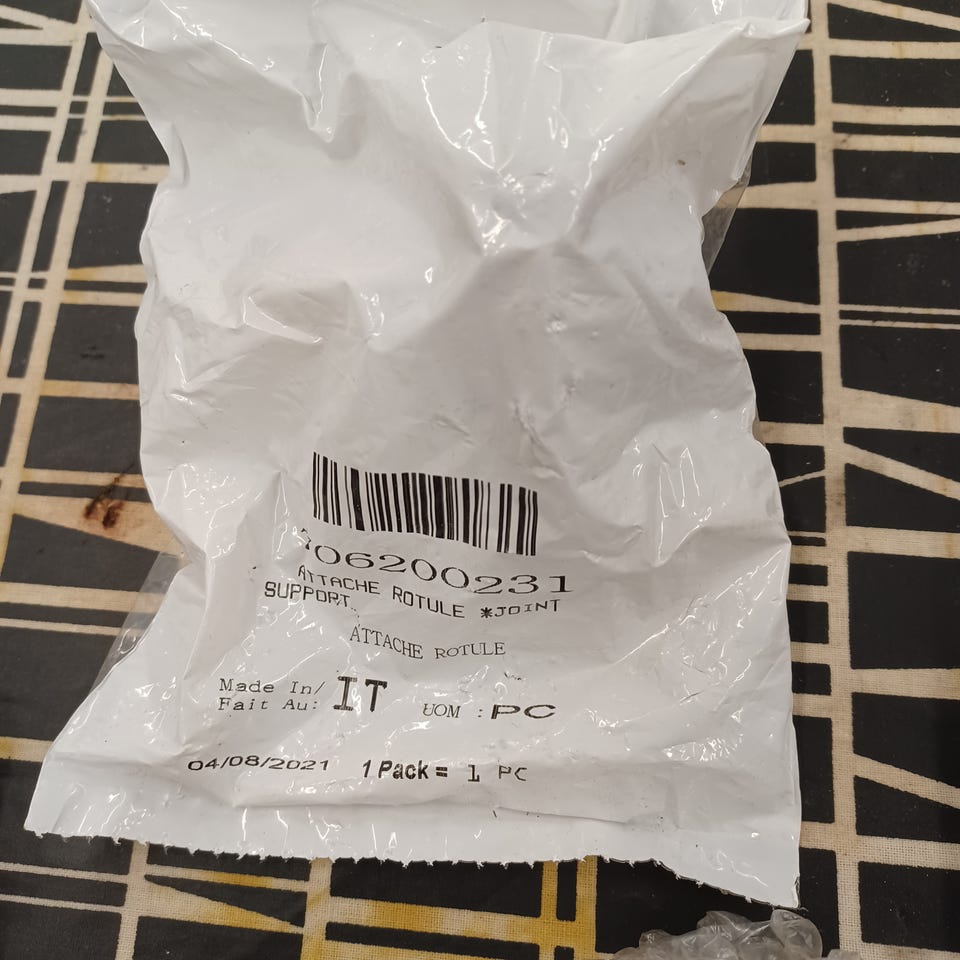 706200231
ATTACHE ROTULE *JOINT
SUPPORT
ATTACHE ROTULE
Made In/ IT
Fait Au:
UOM : PC
04/08/2021 1 Pack = 1 PC